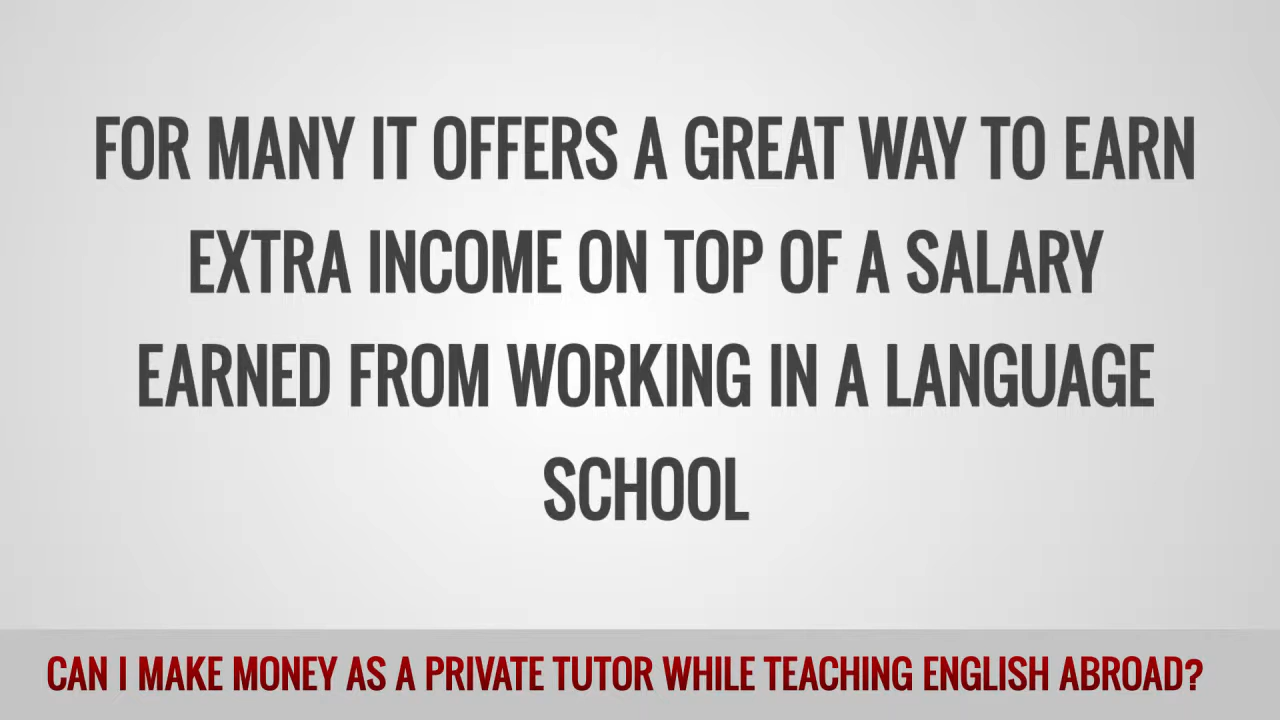 FOR MANY IT OFFERS A GREAT WAY TO EARN
EXTRA INCOME ON TOP OF A SALARY
EARNED FROM WORKING IN A LANGUAGE
SCHOOL
CAN I MAKE MONEY AS A PRIVATE TUTOR WHILE TEACHING ENGLISH ABROAD?